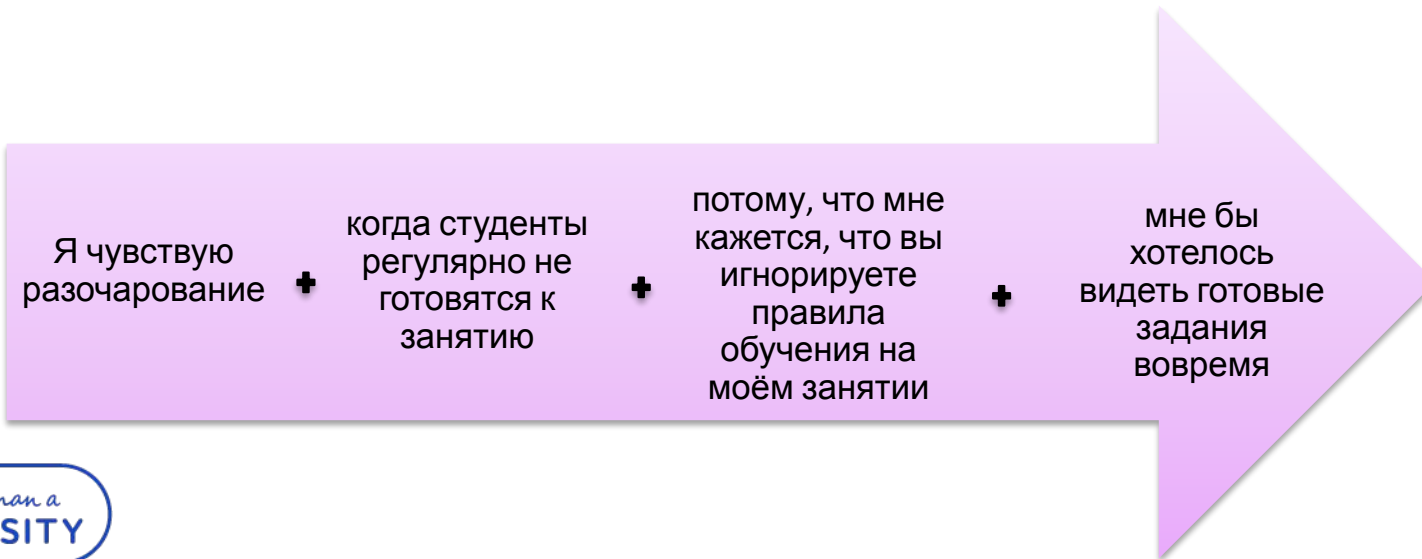 Я чувствую
разочарование
+
когда студенты
регулярно не
готовятся к
занятию
+
потому, что мне
кажется, что вы
игнорируете
правила
обучения на
моём занятии
+
мне бы
хотелось
видеть готовые
задания
вовремя
an a
SITY